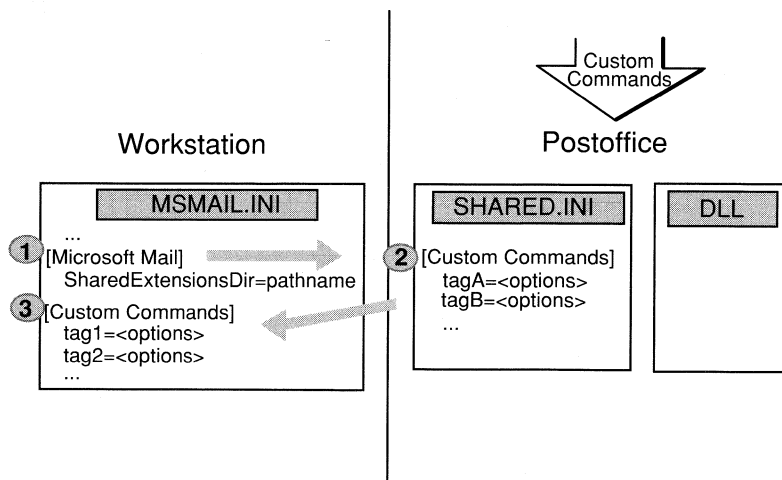 Custom
Commands
Workstation
Postoffice
MSMAIL.INI
...
1 [Microsoft Mail]
SharedExtensionsDir=pathname
3 [Custom Commands]
tag1=<options>
tag2=<options>
...
SHARED.INI
2 [Custom Commands]
tagA=<options>
tagB=<options>
...
DLL